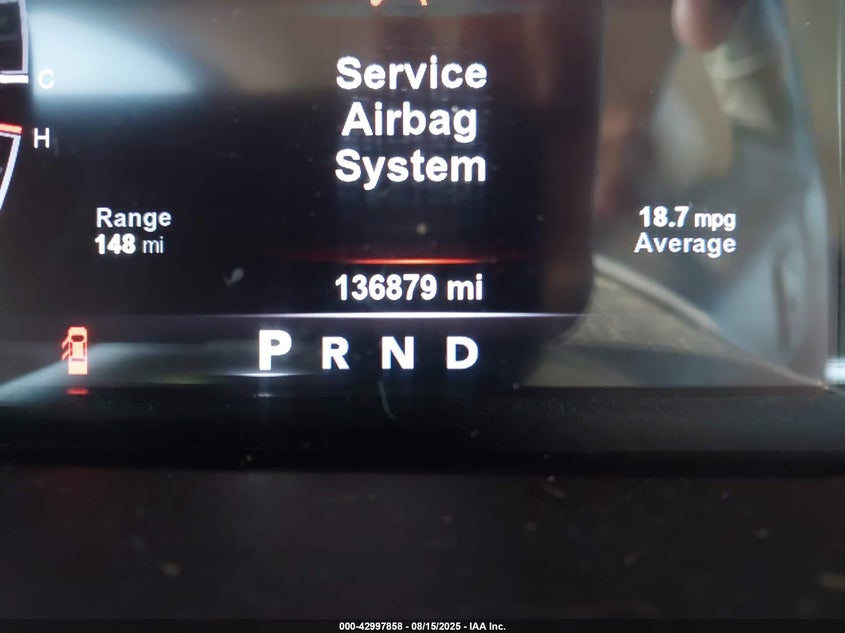 Service
Airbag
System
C
H
Range
148 mi
18.7 mpg
Average
136879 mi
P R N D
000-42997858 - 08/15/2025 - IAA Inc.